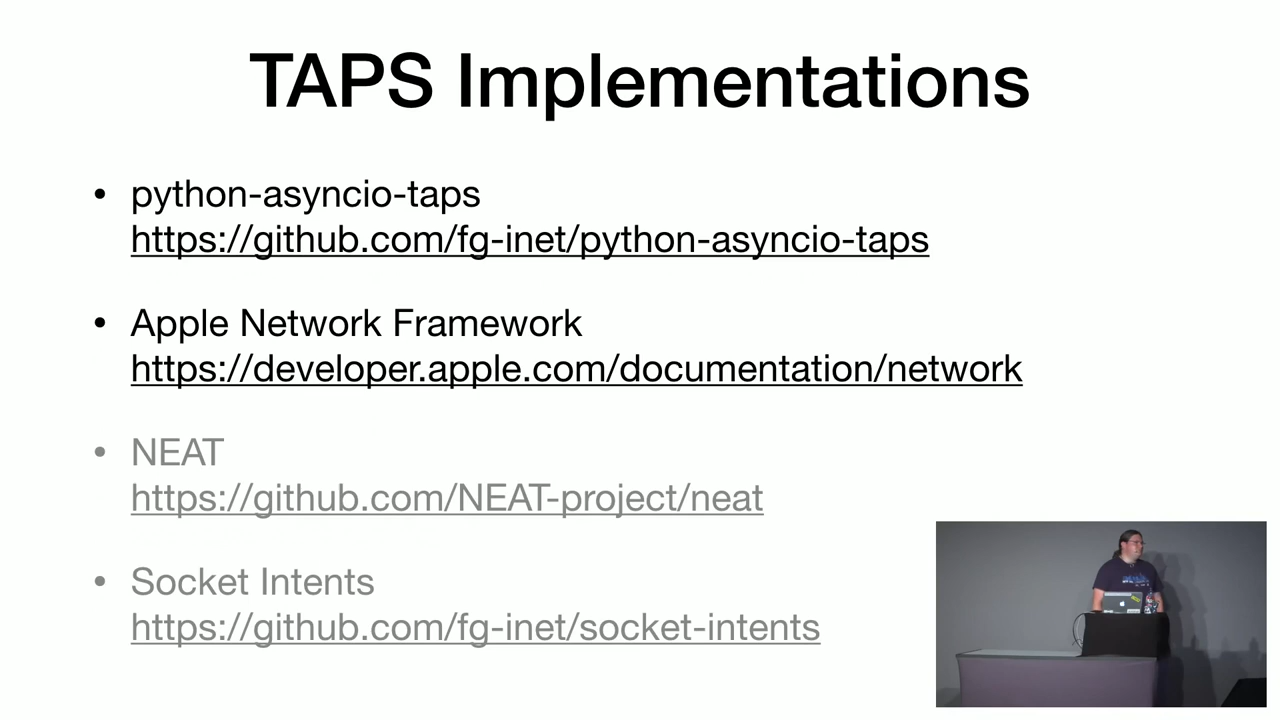 TAPS Implementations
• python-asyncio-taps
https://github.com/fg-inet/python-asyncio-taps
• Apple Network Framework
https://developer.apple.com/documentation/network
• NEAT
https://github.com/NEAT-project/neat
• Socket Intents
https://github.com/fg-inet/socket-intents